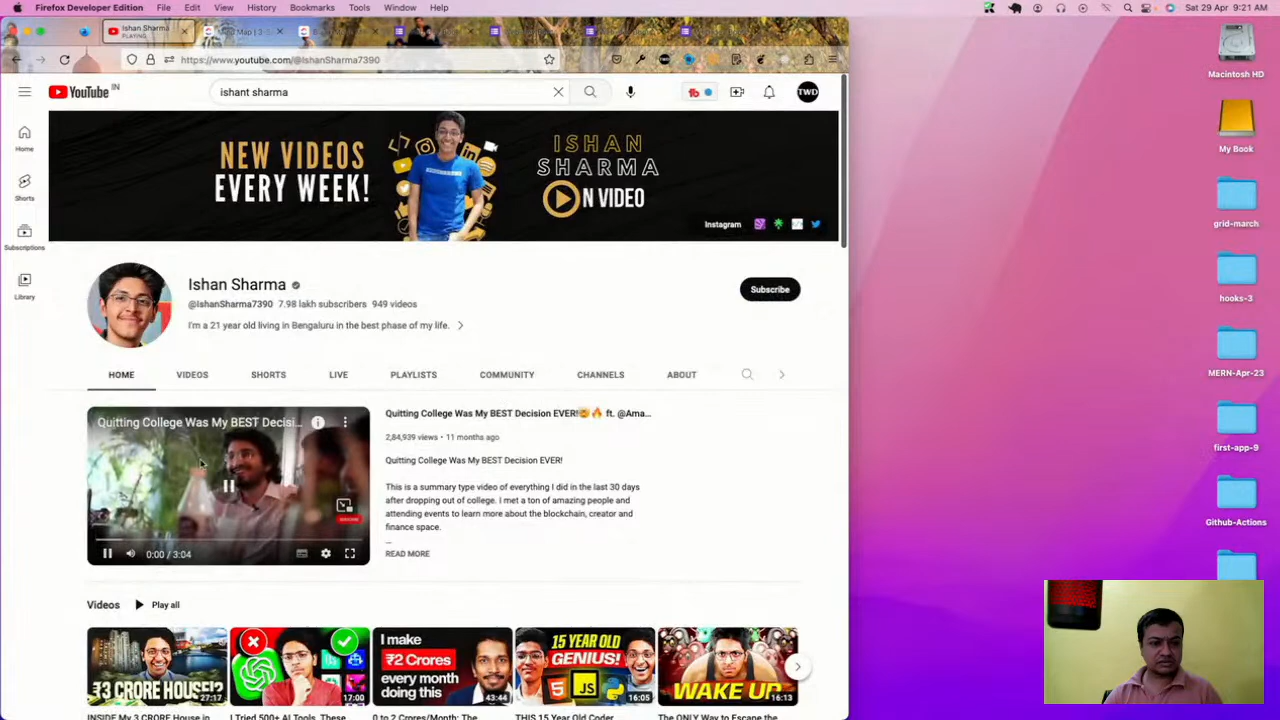 Firefox Developer Edition File Edit View History Bookmarks Tools Window Help Sat 29 Apr 9:21 AM
Ishan Sharma
PLAYING
https://www.youtube.com/@IshanSharma7390
YouTube IN
ishant sharma
TWD
Home
Shorts
Subscriptions
Library
NEW VIDEOS
EVERY WEEK!
ISHAN
SHARMA
N VIDEO
Instagram
Ishan Sharma
@IshanSharma7390 7.98 lakh subscribers 949 videos
I'm a 21 year old living in Bengaluru in the best phase of my life.
Subscribe
HOME VIDEOS SHORTS LIVE PLAYLISTS COMMUNITY CHANNELS ABOUT
Quitting College Was My BEST Decisi...
0:00 / 3:04
Quitting College Was My BEST Decision EVER!🤯🔥 ft. @Ama...
2,84,939 views • 11 months ago
Quitting College Was My BEST Decision EVER!
This is a summary type video of everything I did in the last 30 days
after dropping out of college. I met a ton of amazing people and
attending events to learn more about the blockchain, creator and
finance space.
...
READ MORE
Videos Play all
₹3 CRORE HOUSE!
27:17
17:00
I make
₹2 Crores
every month
doing this
43:44
15 YEAR OLD
GENIUS!
JS
16:05
WAKE UP
16:13
INSIDE My 3 CRORE House in
I Tried 500+ AI Tools, These
0 to 2 Crores/Month: The
THIS 15 Year Old Coder
The ONLY Way to Escape the
Macintosh HD
My Book
grid-march
hooks-3
MERN-Apr-23
first-app-9
Github-Actions